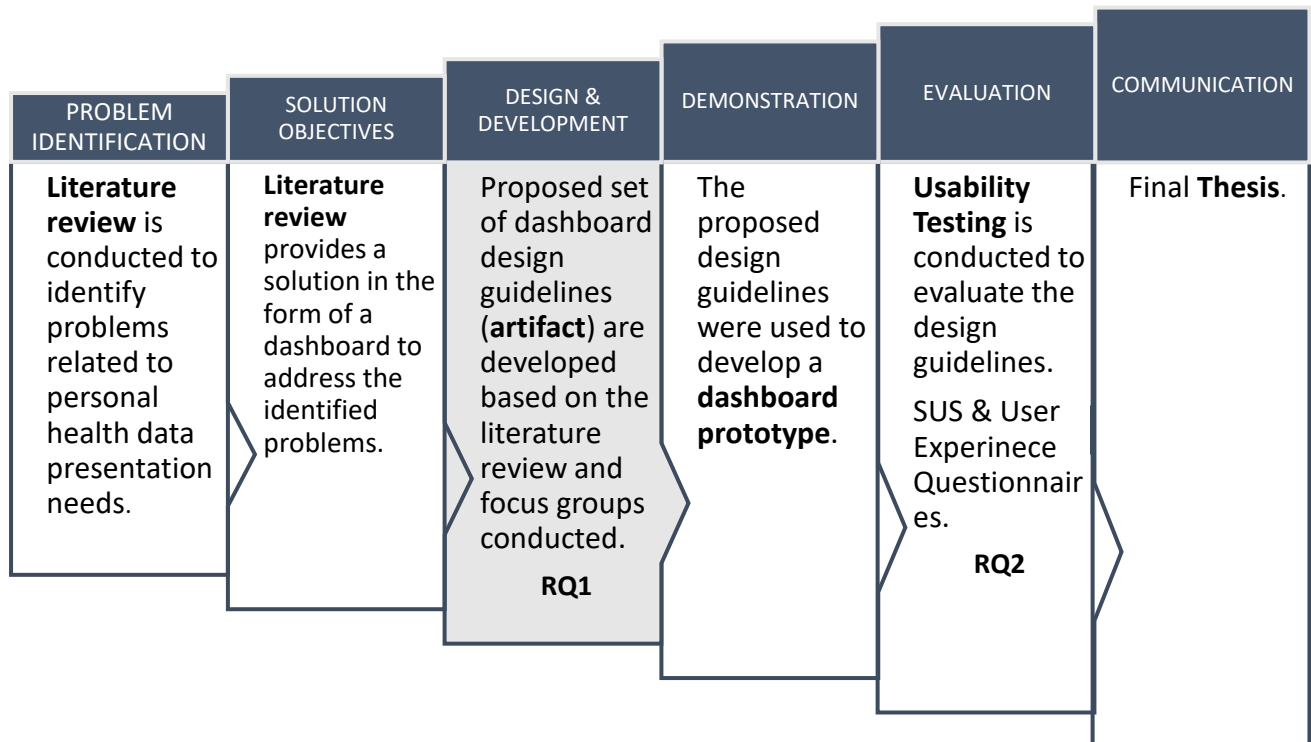 PROBLEM
IDENTIFICATION
Literature
review is
conducted to
identify
problems
related to
personal
health data
presentation
needs.
SOLUTION
OBJECTIVES
Literature
review
provides a
solution in the
form of a
dashboard to
address the
identified
problems.
DESIGN &
DEVELOPMENT
Proposed set
of dashboard
design
guidelines
(artifact) are
developed
based on the
literature
review and
focus groups
conducted.
RQ1
DEMONSTRATION
The
proposed
design
guidelines
were used to
develop a
dashboard
prototype.
EVALUATION
Usability
Testing is
conducted to
evaluate the
design
guidelines.
SUS & User
Experinece
Questionnair
es.
RQ2
COMMUNICATION
Final Thesis.